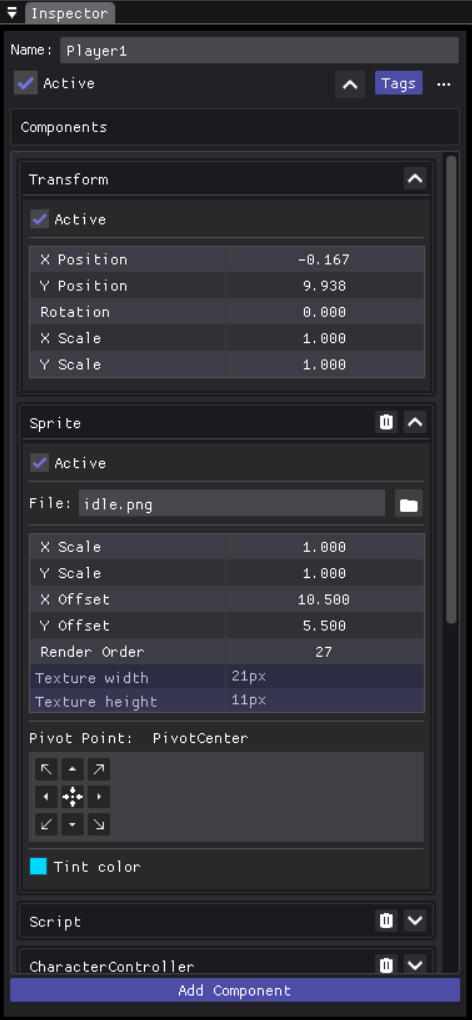 Inspector
Name: Player1
Active Tags ...
Components
Transform
Active
X Position -0.167
Y Position 9.938
Rotation 0.000
X Scale 1.000
Y Scale 1.000
Sprite
Active
File: idle.png
X Scale 1.000
Y Scale 1.000
X Offset 10.500
Y Offset 5.500
Render Order 27
Texture width 21px
Texture height 11px
Pivot Point: PivotCenter
Tint color
Script
CharacterController
Add Component